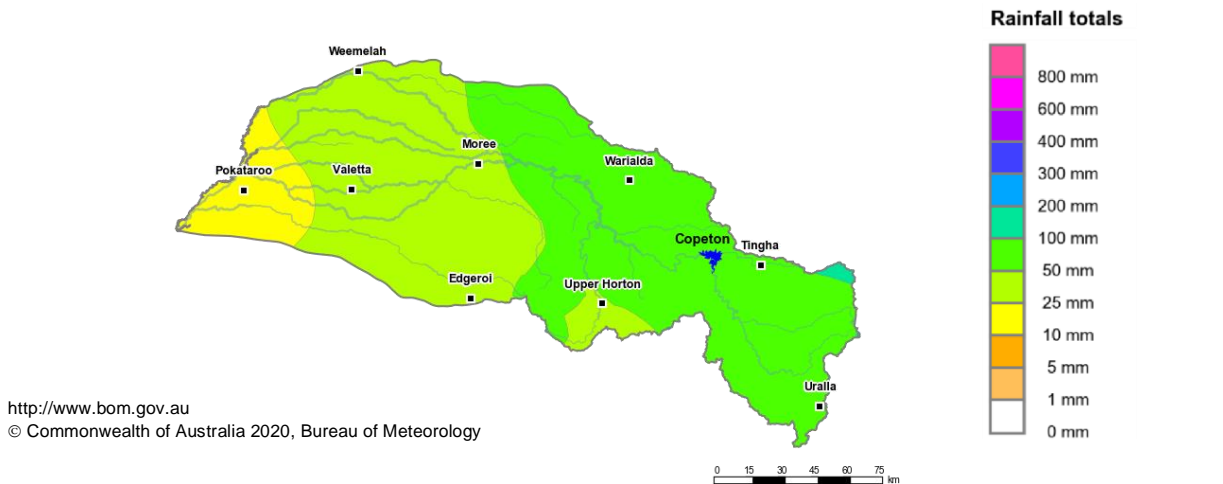 Rainfall totals
800 mm
600 mm
400 mm
300 mm
200 mm
100 mm
50 mm
25 mm
10 mm
5 mm
1 mm
0 mm
Weemelah
Moree
Warialda
Pokataroo
Valetta
Copeton
Tingha
Edgeroi
Upper Horton
Uralla
http://www.bom.gov.au
© Commonwealth of Australia 2020, Bureau of Meteorology
0 15 30 45 60 75 km